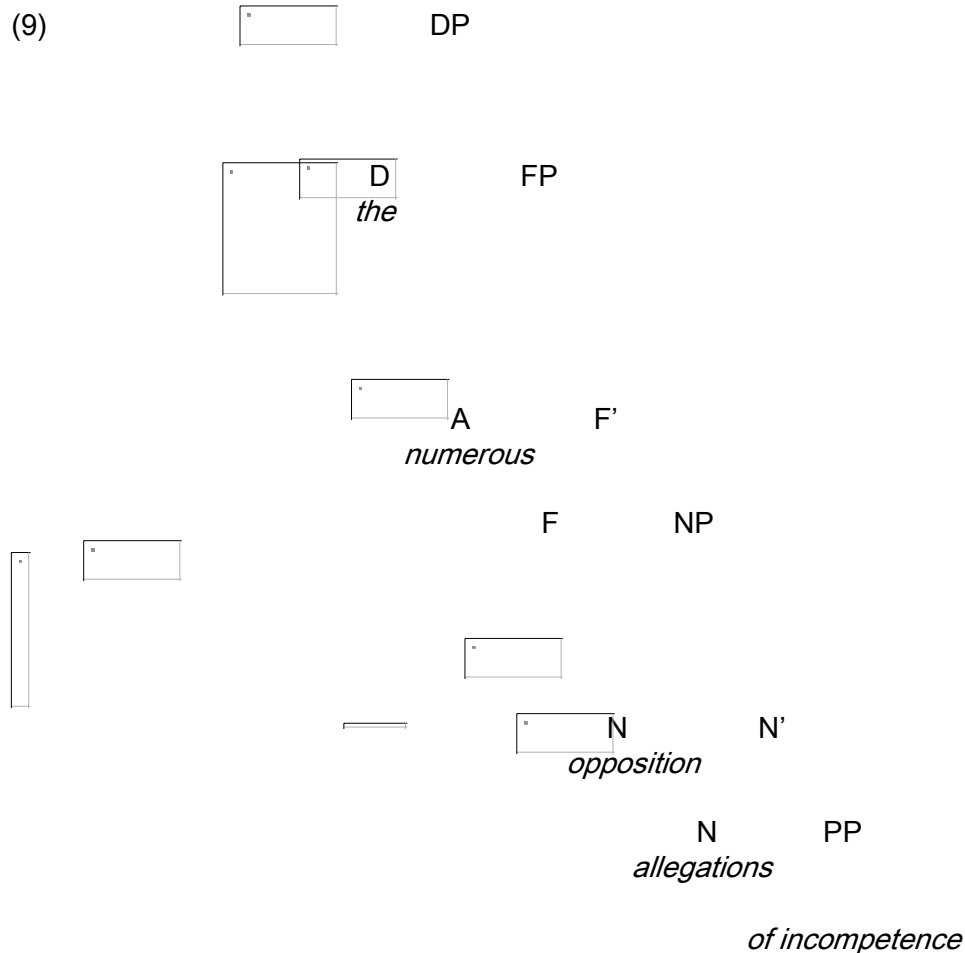 (9) DP
D FP
the
A F’
numerous
F NP
N N’
opposition
N PP
allegations
of incompetence